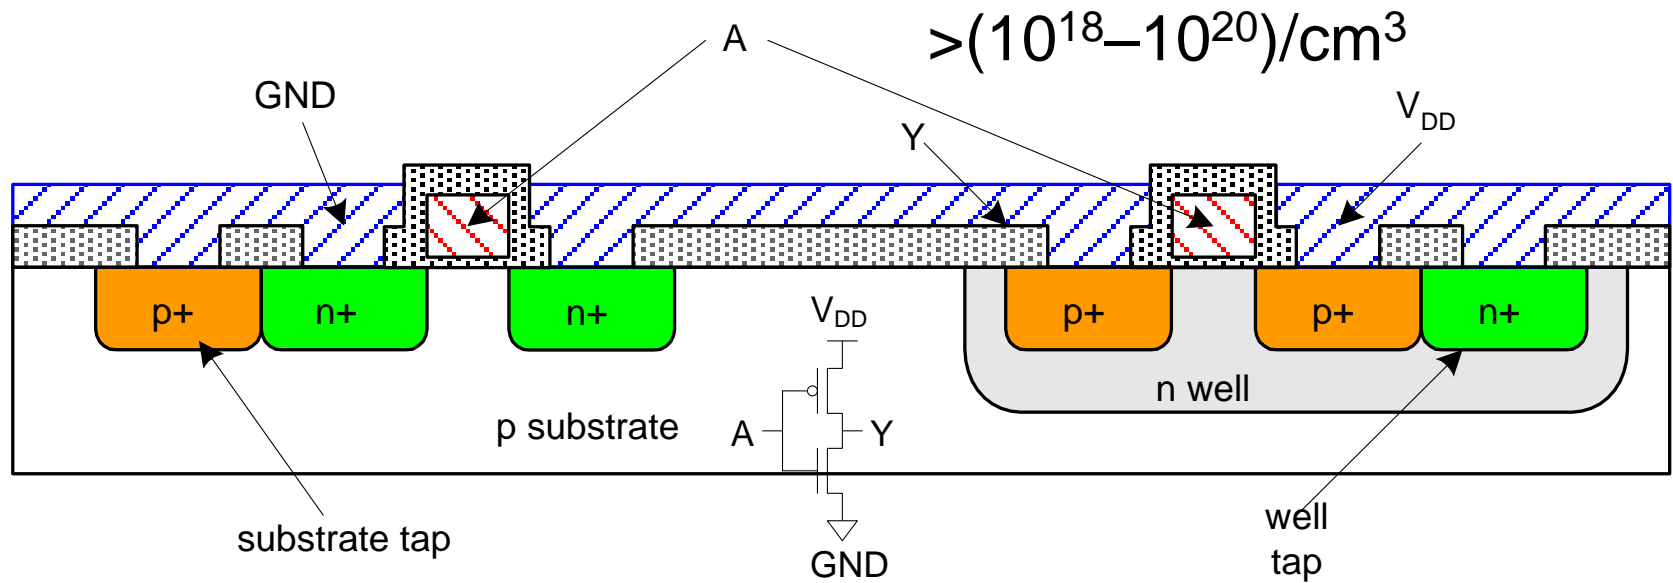 A
>(10¹⁸–10²⁰)/cm³
GND
V_DD
Y
p+
n+
n+
p+
p+
n+
V_DD
n well
p substrate
A
Y
substrate tap
well
tap
GND